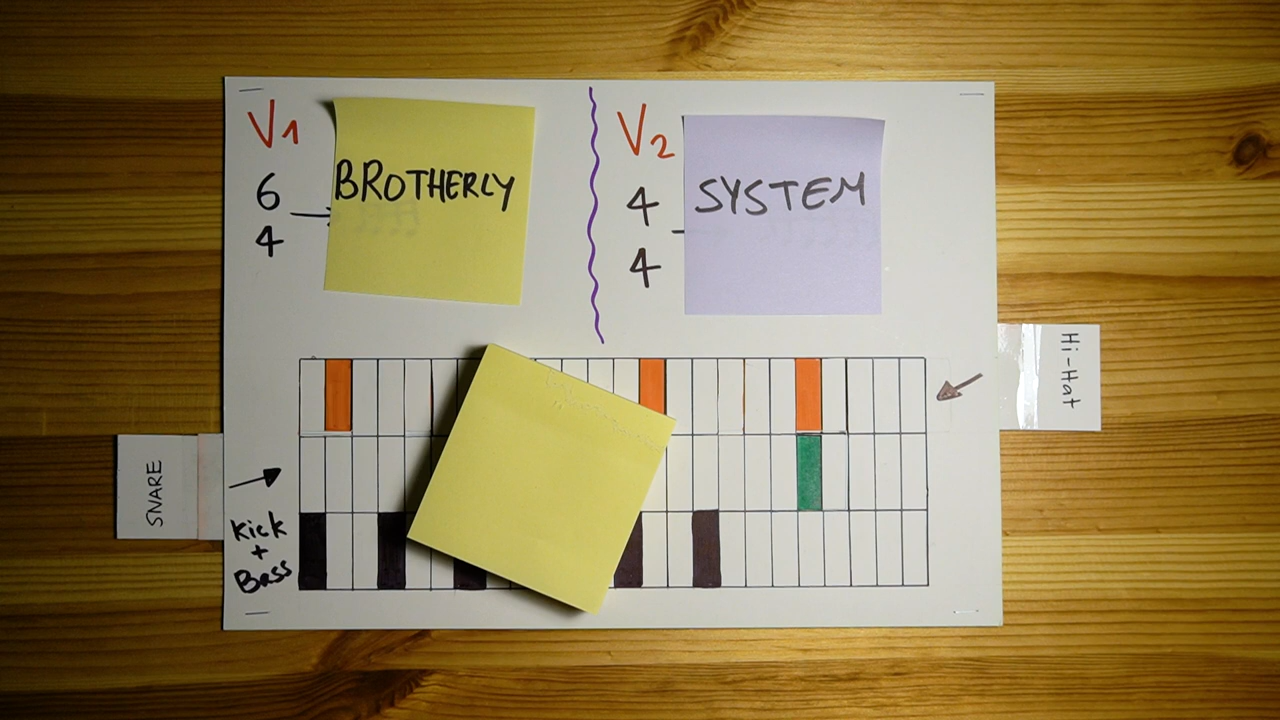 V1
6
4
BROTHERLY
V2
4
4
SYSTEM
Hi-Hat
SNARE
Kick
+
Bass